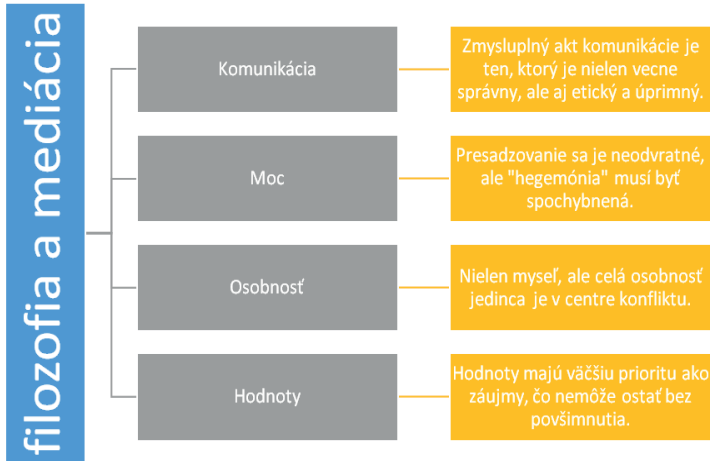 filozofia a mediácia
Komunikácia
Zmysluplný akt komunikácie je
ten, ktorý je nielen vecne
správny, ale aj etický a úprimný.
Moc
Presadzovanie sa je neodvratné,
ale "hegemónia" musí byť
spochybnená.
Osobnosť
Nielen myseľ, ale celá osobnosť
jedinca je v centre konfliktu.
Hodnoty
Hodnoty majú väčšiu prioritu ako
záujmy, čo nemôže ostať bez
povšimnutia.